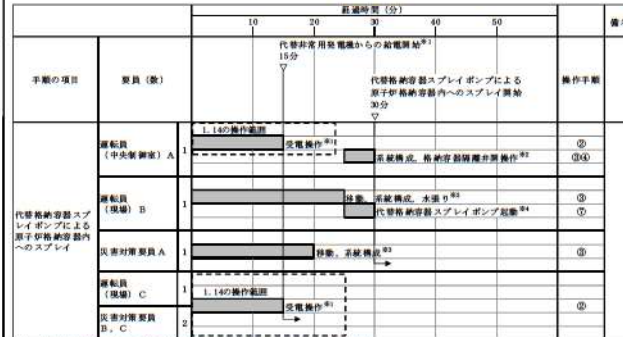 経過時間（分）
10 20 30 40 50
備考
手順の項目
要員（数）
操作手順
代替非常用発電機からの給電開始※1
15分
代替格納容器スプレイポンプによる
原子炉格納容器内へのスプレイ開始
30分
代替格納容器スプ
レイポンプによる
原子炉格納容器内
へのスプレイ
運転員
（中央制御室）A
1
1.14の操作範囲
受電操作※1
②
系統構成，格納容器隔離弁開操作※2
③④
運転員
（現場）B
1
移動，系統構成，水張り※3
③
代替格納容器スプレイポンプ起動※4
⑦
災害対策要員A
1
移動，系統構成※3
③
運転員
（現場）C
1
1.14の操作範囲
受電操作※1
②
災害対策要員
B，C
2